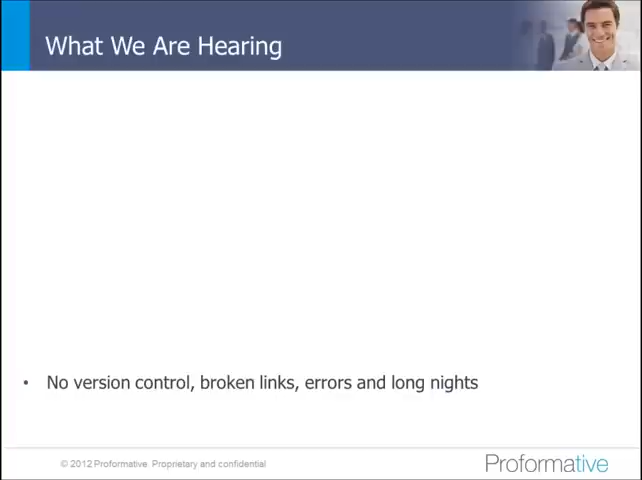 What We Are Hearing
• No version control, broken links, errors and long nights
© 2012 Proformative Proprietary and confidential
Proformative